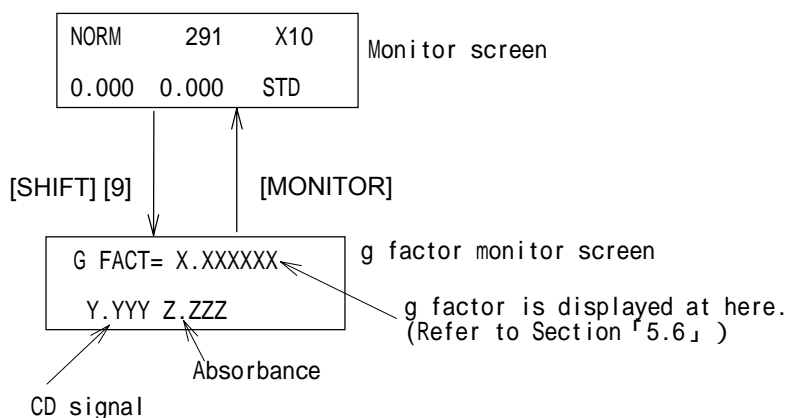 NORM 291 X10
Monitor screen
0.000 0.000 STD
[SHIFT] [9]
[MONITOR]
G FACT= X.XXXXXX
g factor monitor screen
Y.YYY Z.ZZZ
g factor is displayed at here.
(Refer to Section「5.6」)
Absorbance
CD signal